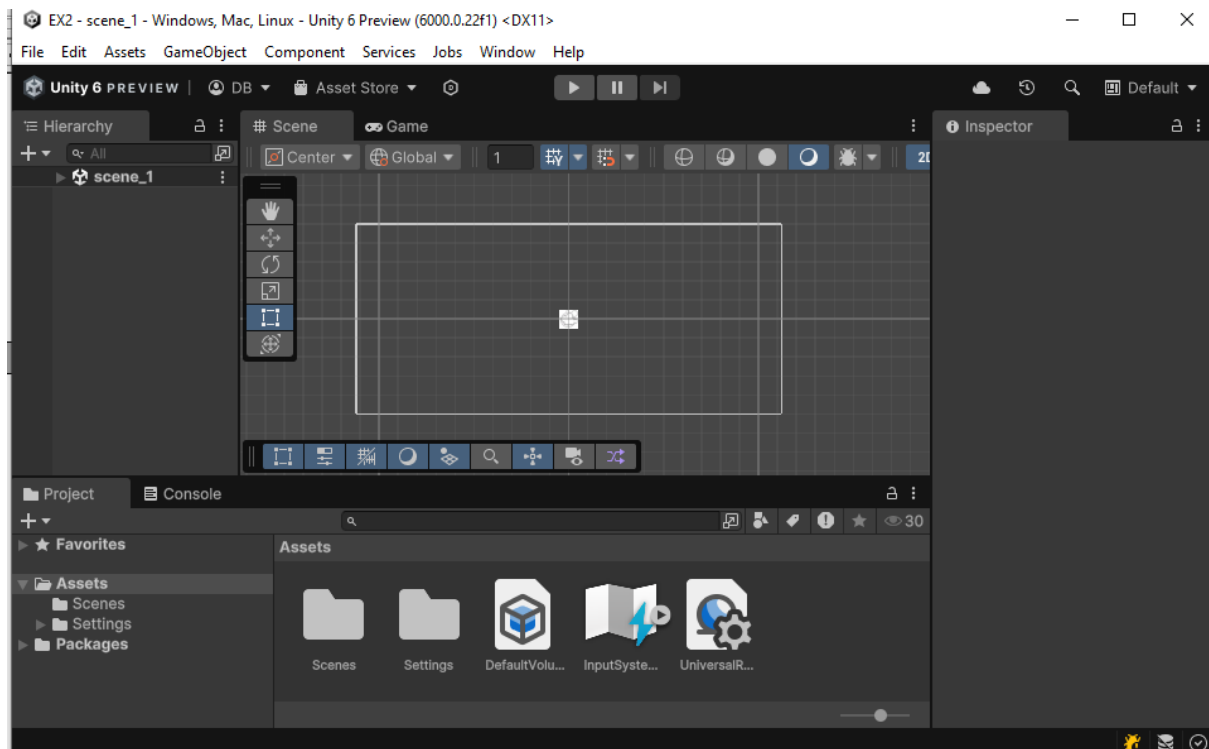 EX2 - scene_1 - Windows, Mac, Linux - Unity 6 Preview (6000.0.22f1) <DX11>
File Edit Assets GameObject Component Services Jobs Window Help
Unity 6 PREVIEW DB Asset Store Default
Hierarchy
All
scene_1
Scene Game
Center Global 1 2D
Inspector
Project Console
30
Favorites
Assets
Scenes
Settings
Packages
Assets
Scenes Settings DefaultVolu... InputSyste... UniversalR...